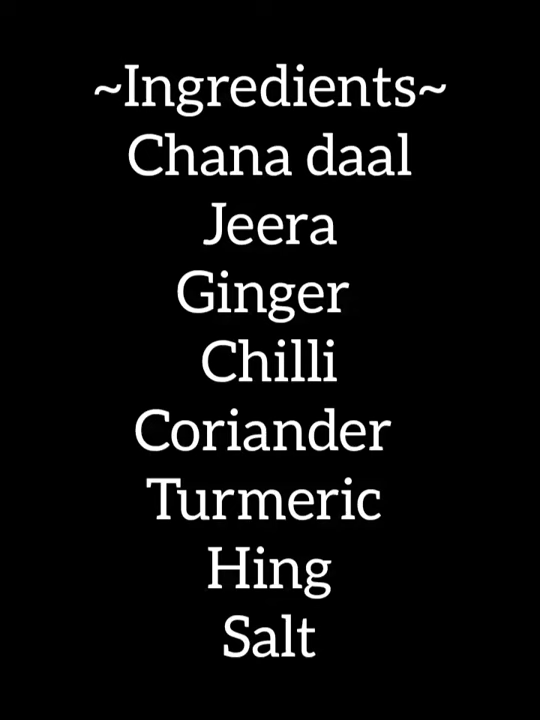 ~Ingredients~
Chana daal
Jeera
Ginger
Chilli
Coriander
Turmeric
Hing
Salt